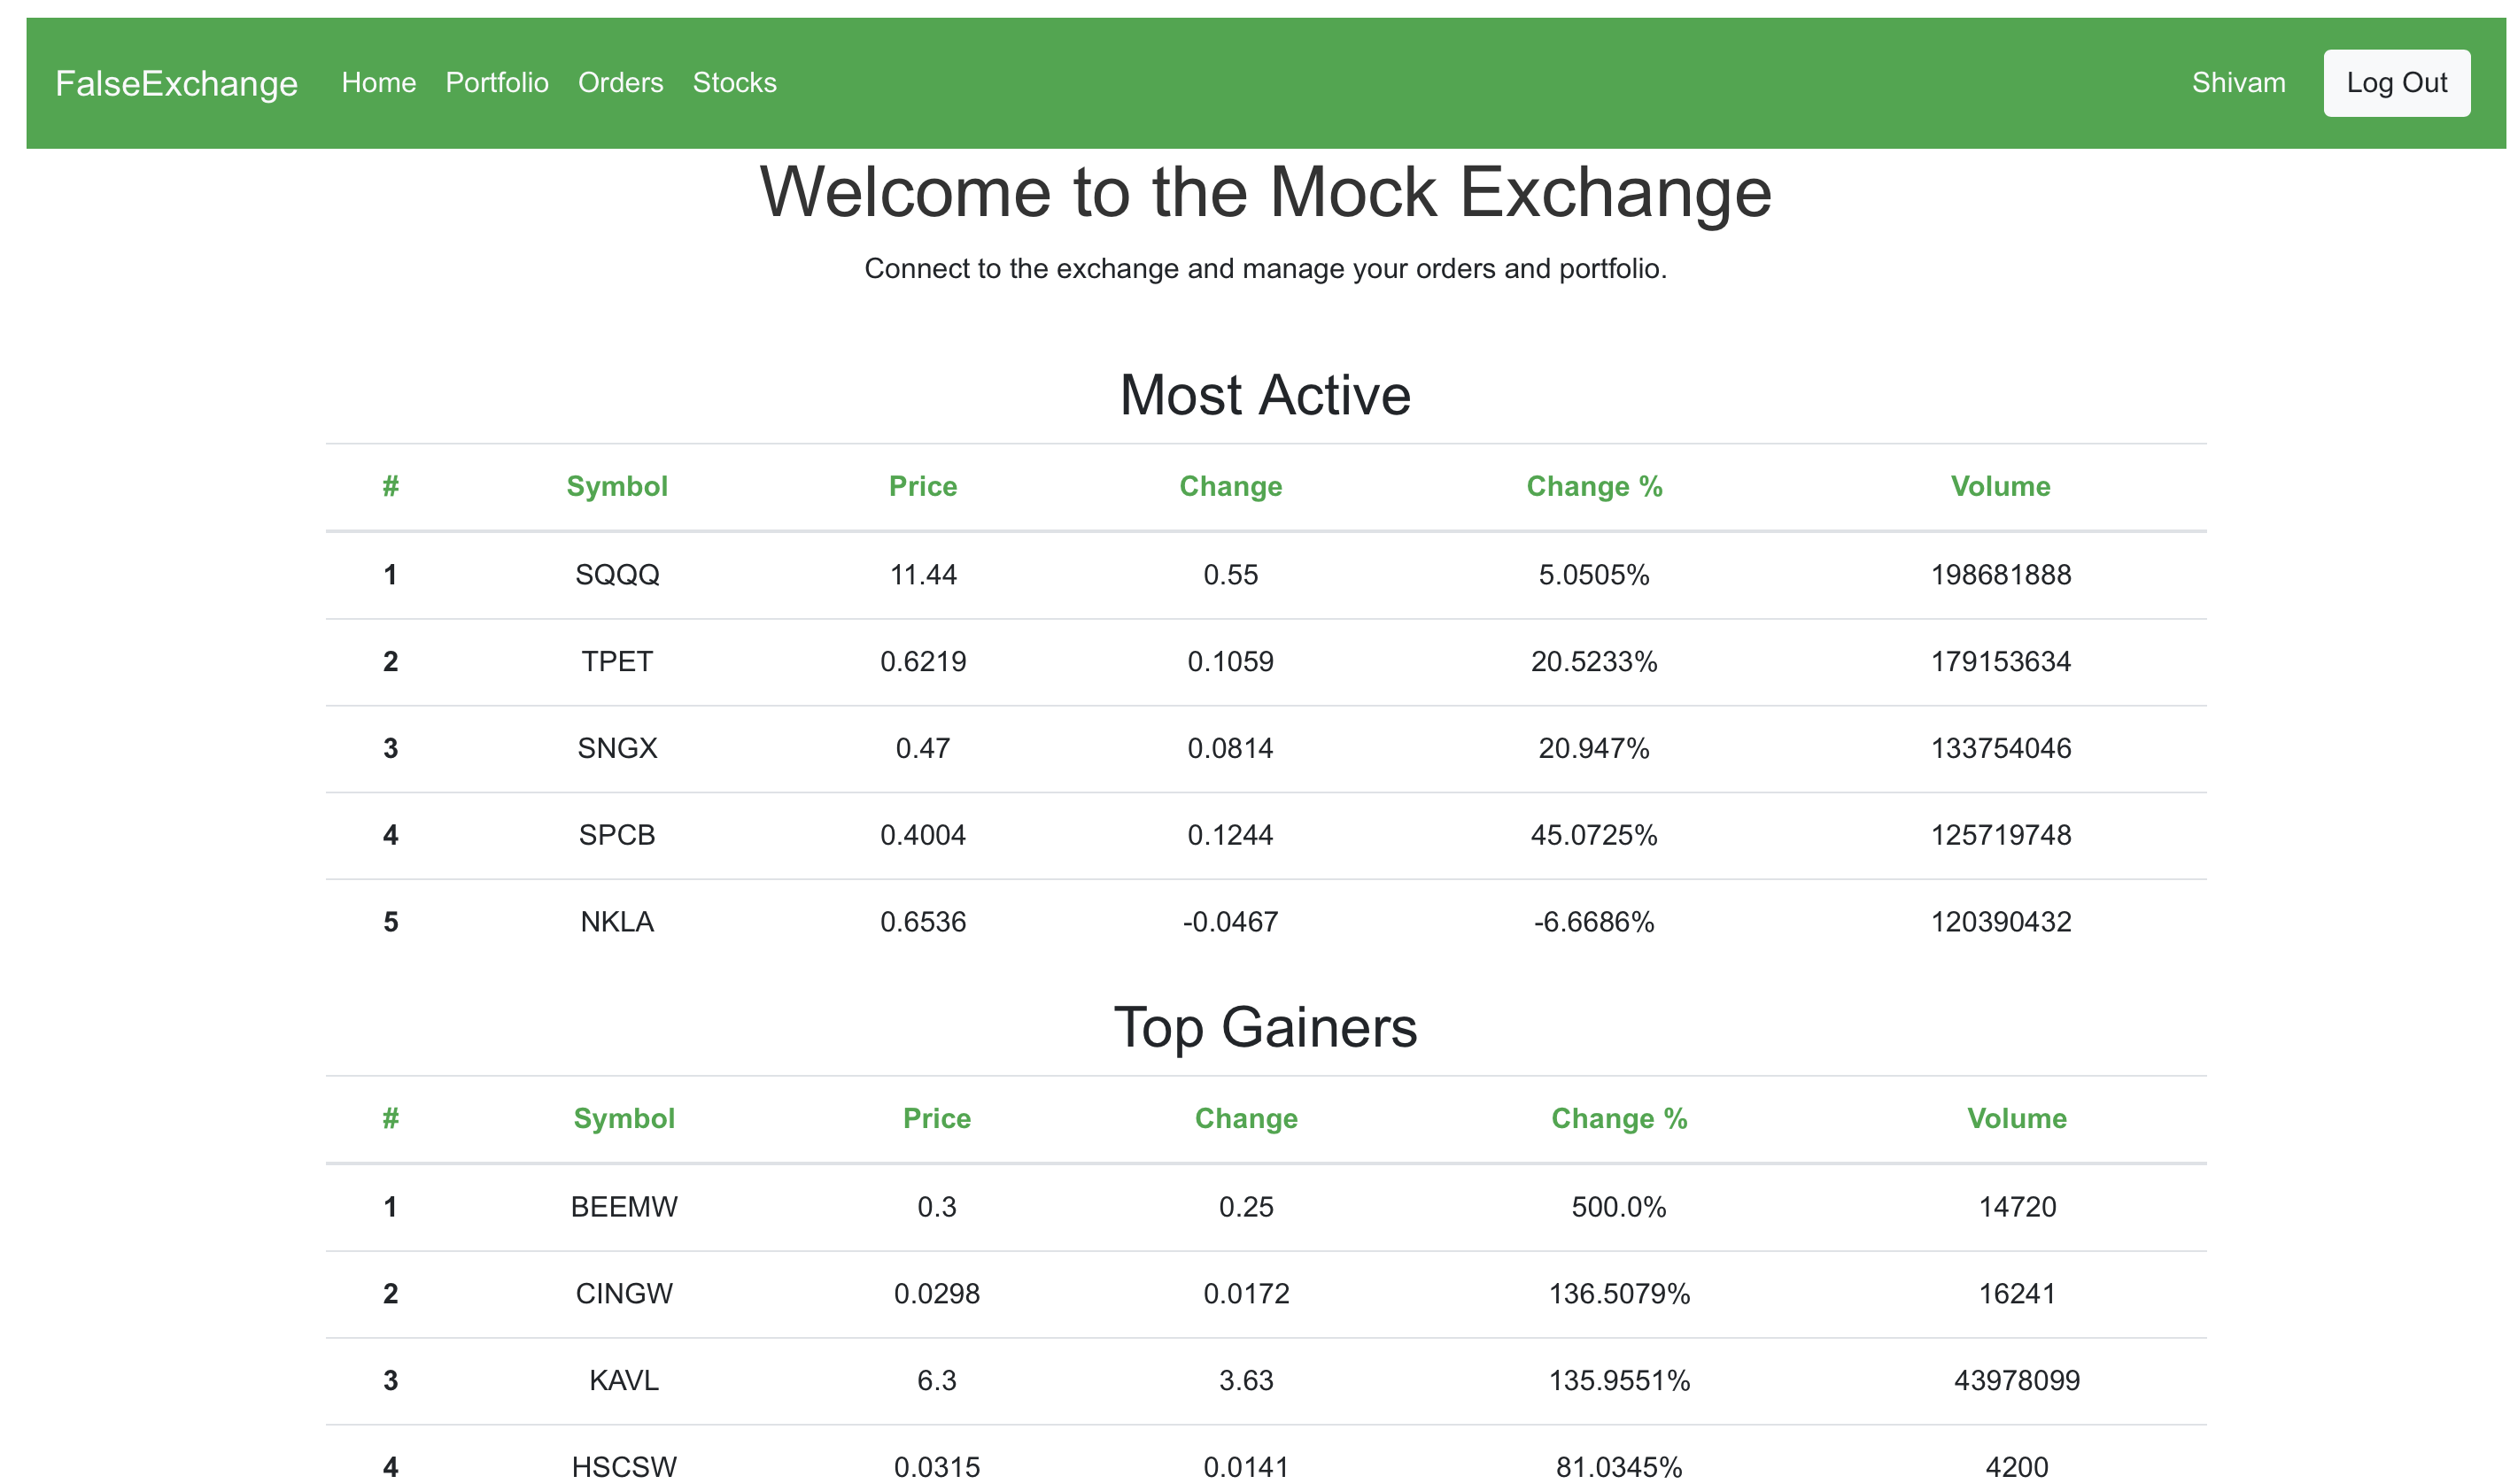 FalseExchange Home Portfolio Orders Stocks Shivam Log Out
Welcome to the Mock Exchange
Connect to the exchange and manage your orders and portfolio.
Most Active
# Symbol Price Change Change % Volume
1 SQQQ 11.44 0.55 5.0505% 198681888
2 TPET 0.6219 0.1059 20.5233% 179153634
3 SNGX 0.47 0.0814 20.947% 133754046
4 SPCB 0.4004 0.1244 45.0725% 125719748
5 NKLA 0.6536 -0.0467 -6.6686% 120390432
Top Gainers
# Symbol Price Change Change % Volume
1 BEEMW 0.3 0.25 500.0% 14720
2 CINGW 0.0298 0.0172 136.5079% 16241
3 KAVL 6.3 3.63 135.9551% 43978099
4 HSCSW 0.0315 0.0141 81.0345% 4200